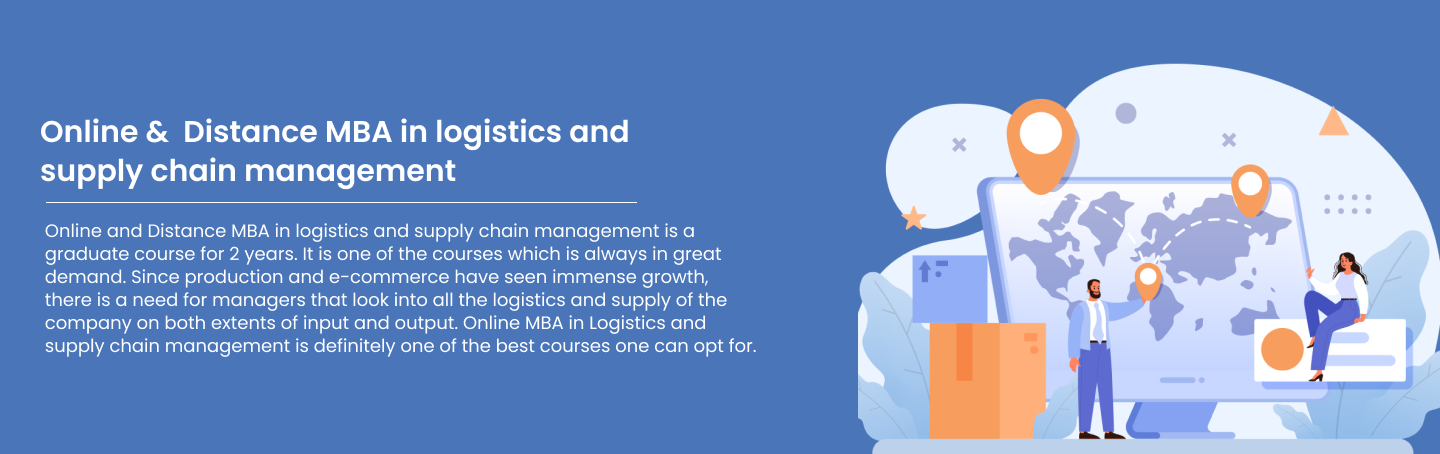 Online & Distance MBA in logistics and
supply chain management
Online and Distance MBA in logistics and supply chain management is a
graduate course for 2 years. It is one of the courses which is always in great
demand. Since production and e-commerce have seen immense growth,
there is a need for managers that look into all the logistics and supply of the
company on both extents of input and output. Online MBA in Logistics and
supply chain management is definitely one of the best courses one can opt for.